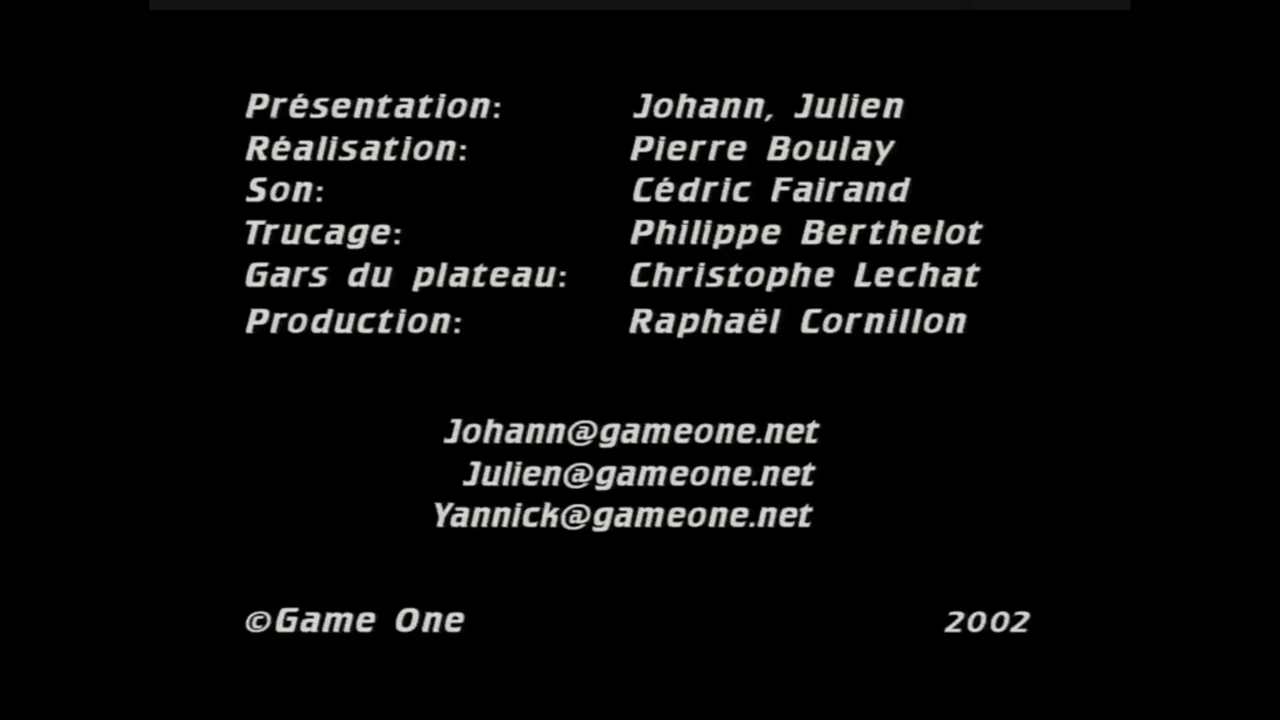 Présentation: Johann, Julien
Réalisation: Pierre Boulay
Son: Cédric Fairand
Trucage: Philippe Berthelot
Gars du plateau: Christophe Lechat
Production: Raphaël Cornillon
Johann@gameone.net
Julien@gameone.net
Yannick@gameone.net
©Game One 2002